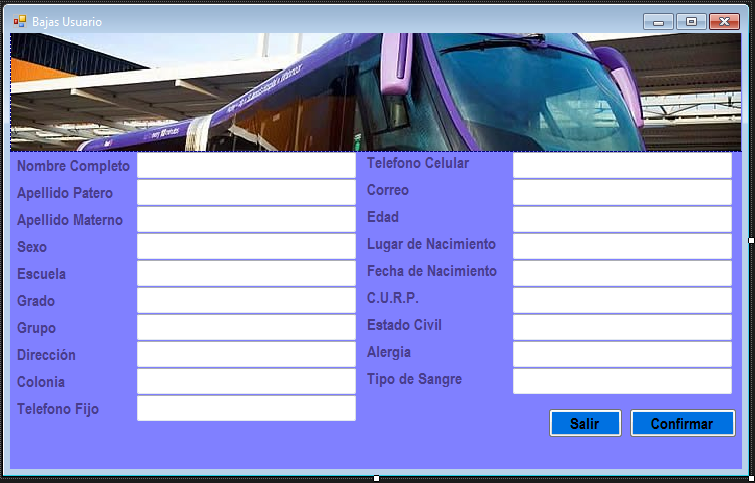 Bajas Usuario
Nombre Completo
Apellido Patero
Apellido Materno
Sexo
Escuela
Grado
Grupo
Dirección
Colonia
Telefono Fijo
Telefono Celular
Correo
Edad
Lugar de Nacimiento
Fecha de Nacimiento
C.U.R.P.
Estado Civil
Alergia
Tipo de Sangre
Salir
Confirmar